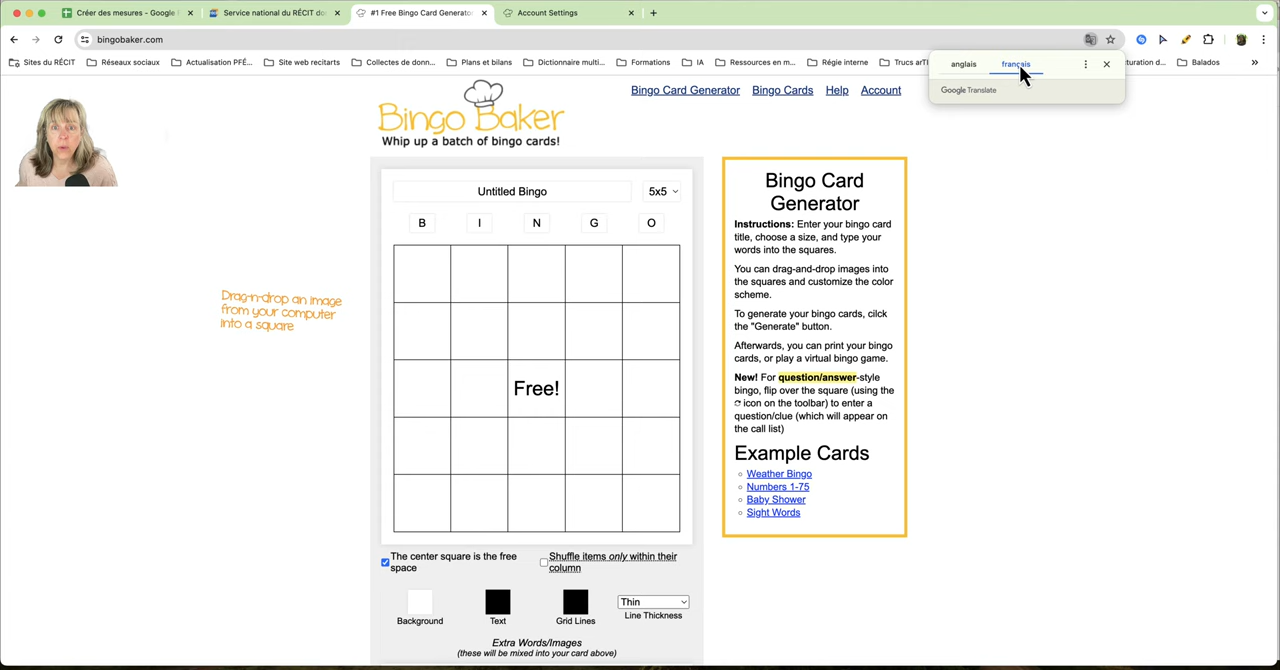 Créer des mesures - Google
Service national du RÉCIT do
#1 Free Bingo Card Generator
Account Settings
bingobaker.com
Sites du RÉCIT
Réseaux sociaux
Actualisation PFÉ...
Site web recitarts
Collectes de donn...
Plans et bilans
Dictionnaire multi...
Formations
IA
Ressources en m...
Régie interne
Trucs arTI
turation d...
Balados
anglais
français
Google Translate
Bingo Baker
Whip up a batch of bingo cards!
Bingo Card Generator
Bingo Cards
Help
Account
Untitled Bingo
5x5
B I N G O
Free!
Drag-n-drop an image
from your computer
into a square
The center square is the free
space
Shuffle items only within their
column
Background
Text
Grid Lines
Thin
Line Thickness
Extra Words/Images
(these will be mixed into your card above)
Bingo Card
Generator
Instructions: Enter your bingo card
title, choose a size, and type your
words into the squares.
You can drag-and-drop images into
the squares and customize the color
scheme.
To generate your bingo cards, cilck
the "Generate" button.
Afterwards, you can print your bingo
cards, or play a virtual bingo game.
New! For question/answer-style
bingo, flip over the square (using the
icon on the toolbar) to enter a
question/clue (which will appear on
the call list)
Example Cards
Weather Bingo
Numbers 1-75
Baby Shower
Sight Words